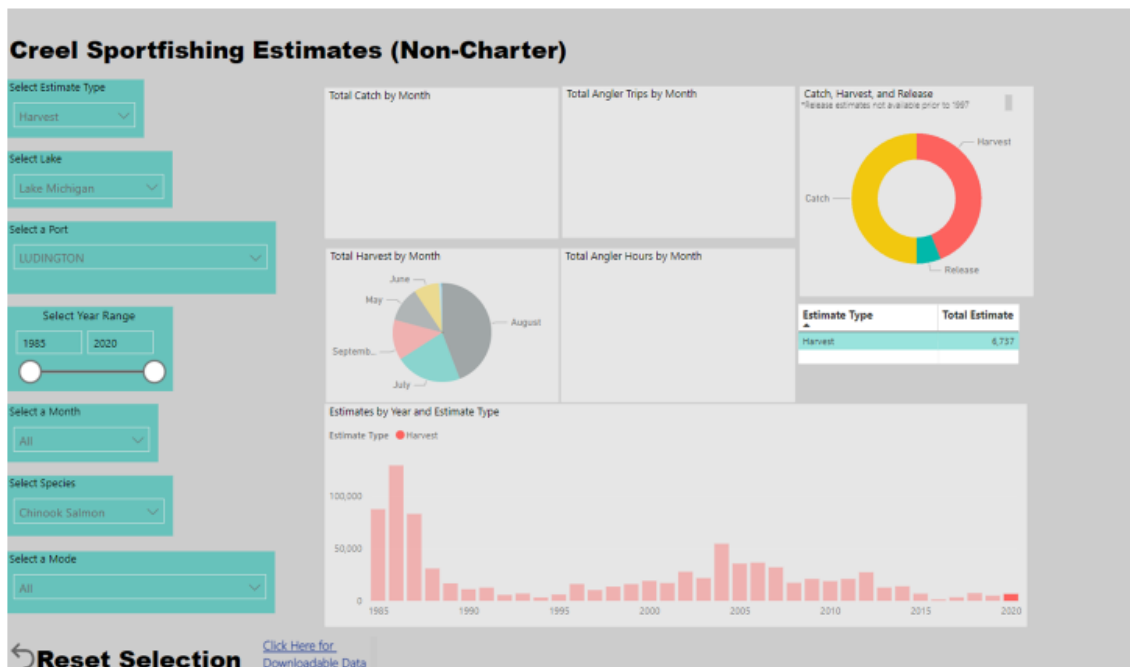 Creel Sportfishing Estimates (Non-Charter)
Select Estimate Type
Harvest
Select Lake
Lake Michigan
Select a Port
LUDINGTON
Select Year Range
1985 2020
Select a Month
All
Select Species
Chinook Salmon
Select a Mode
All
Reset Selection
Click Here for
Downloadable Data
Total Catch by Month
Total Angler Trips by Month
Catch, Harvest, and Release
*Release estimates not available prior to 1997
Harvest
Catch
Release
Total Harvest by Month
June
May
August
Septemb...
July
Total Angler Hours by Month
Estimate Type Total Estimate
Harvest 6,737
Estimates by Year and Estimate Type
Estimate Type Harvest
100,000
50,000
0
1985 1990 1995 2000 2005 2010 2015 2020